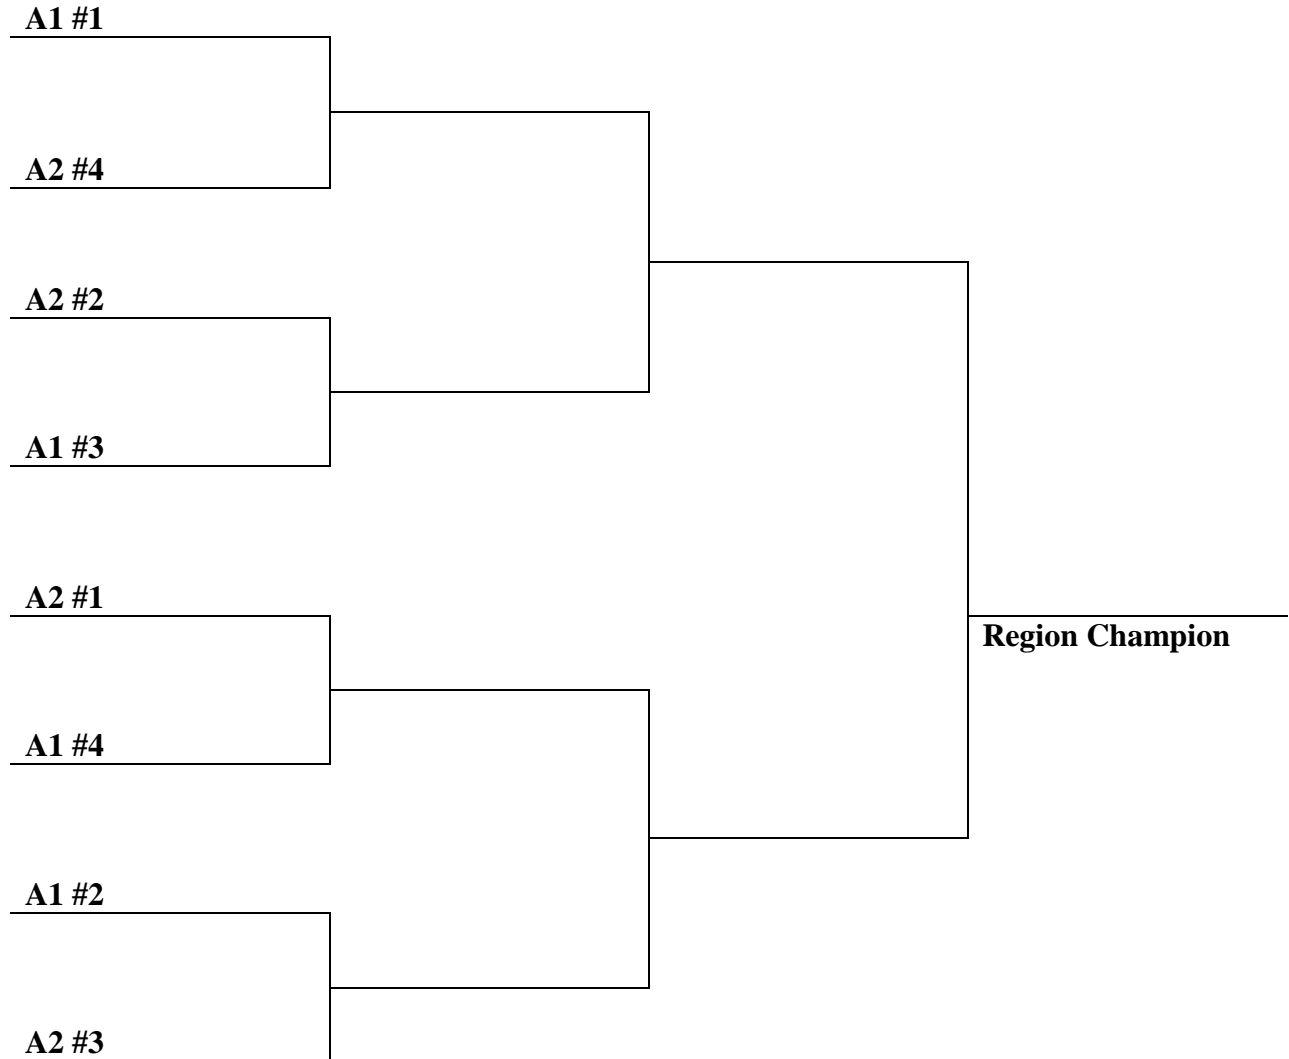 A1 #1
A2 #4
A2 #2
A1 #3
A2 #1
Region Champion
A1 #4
A1 #2
A2 #3